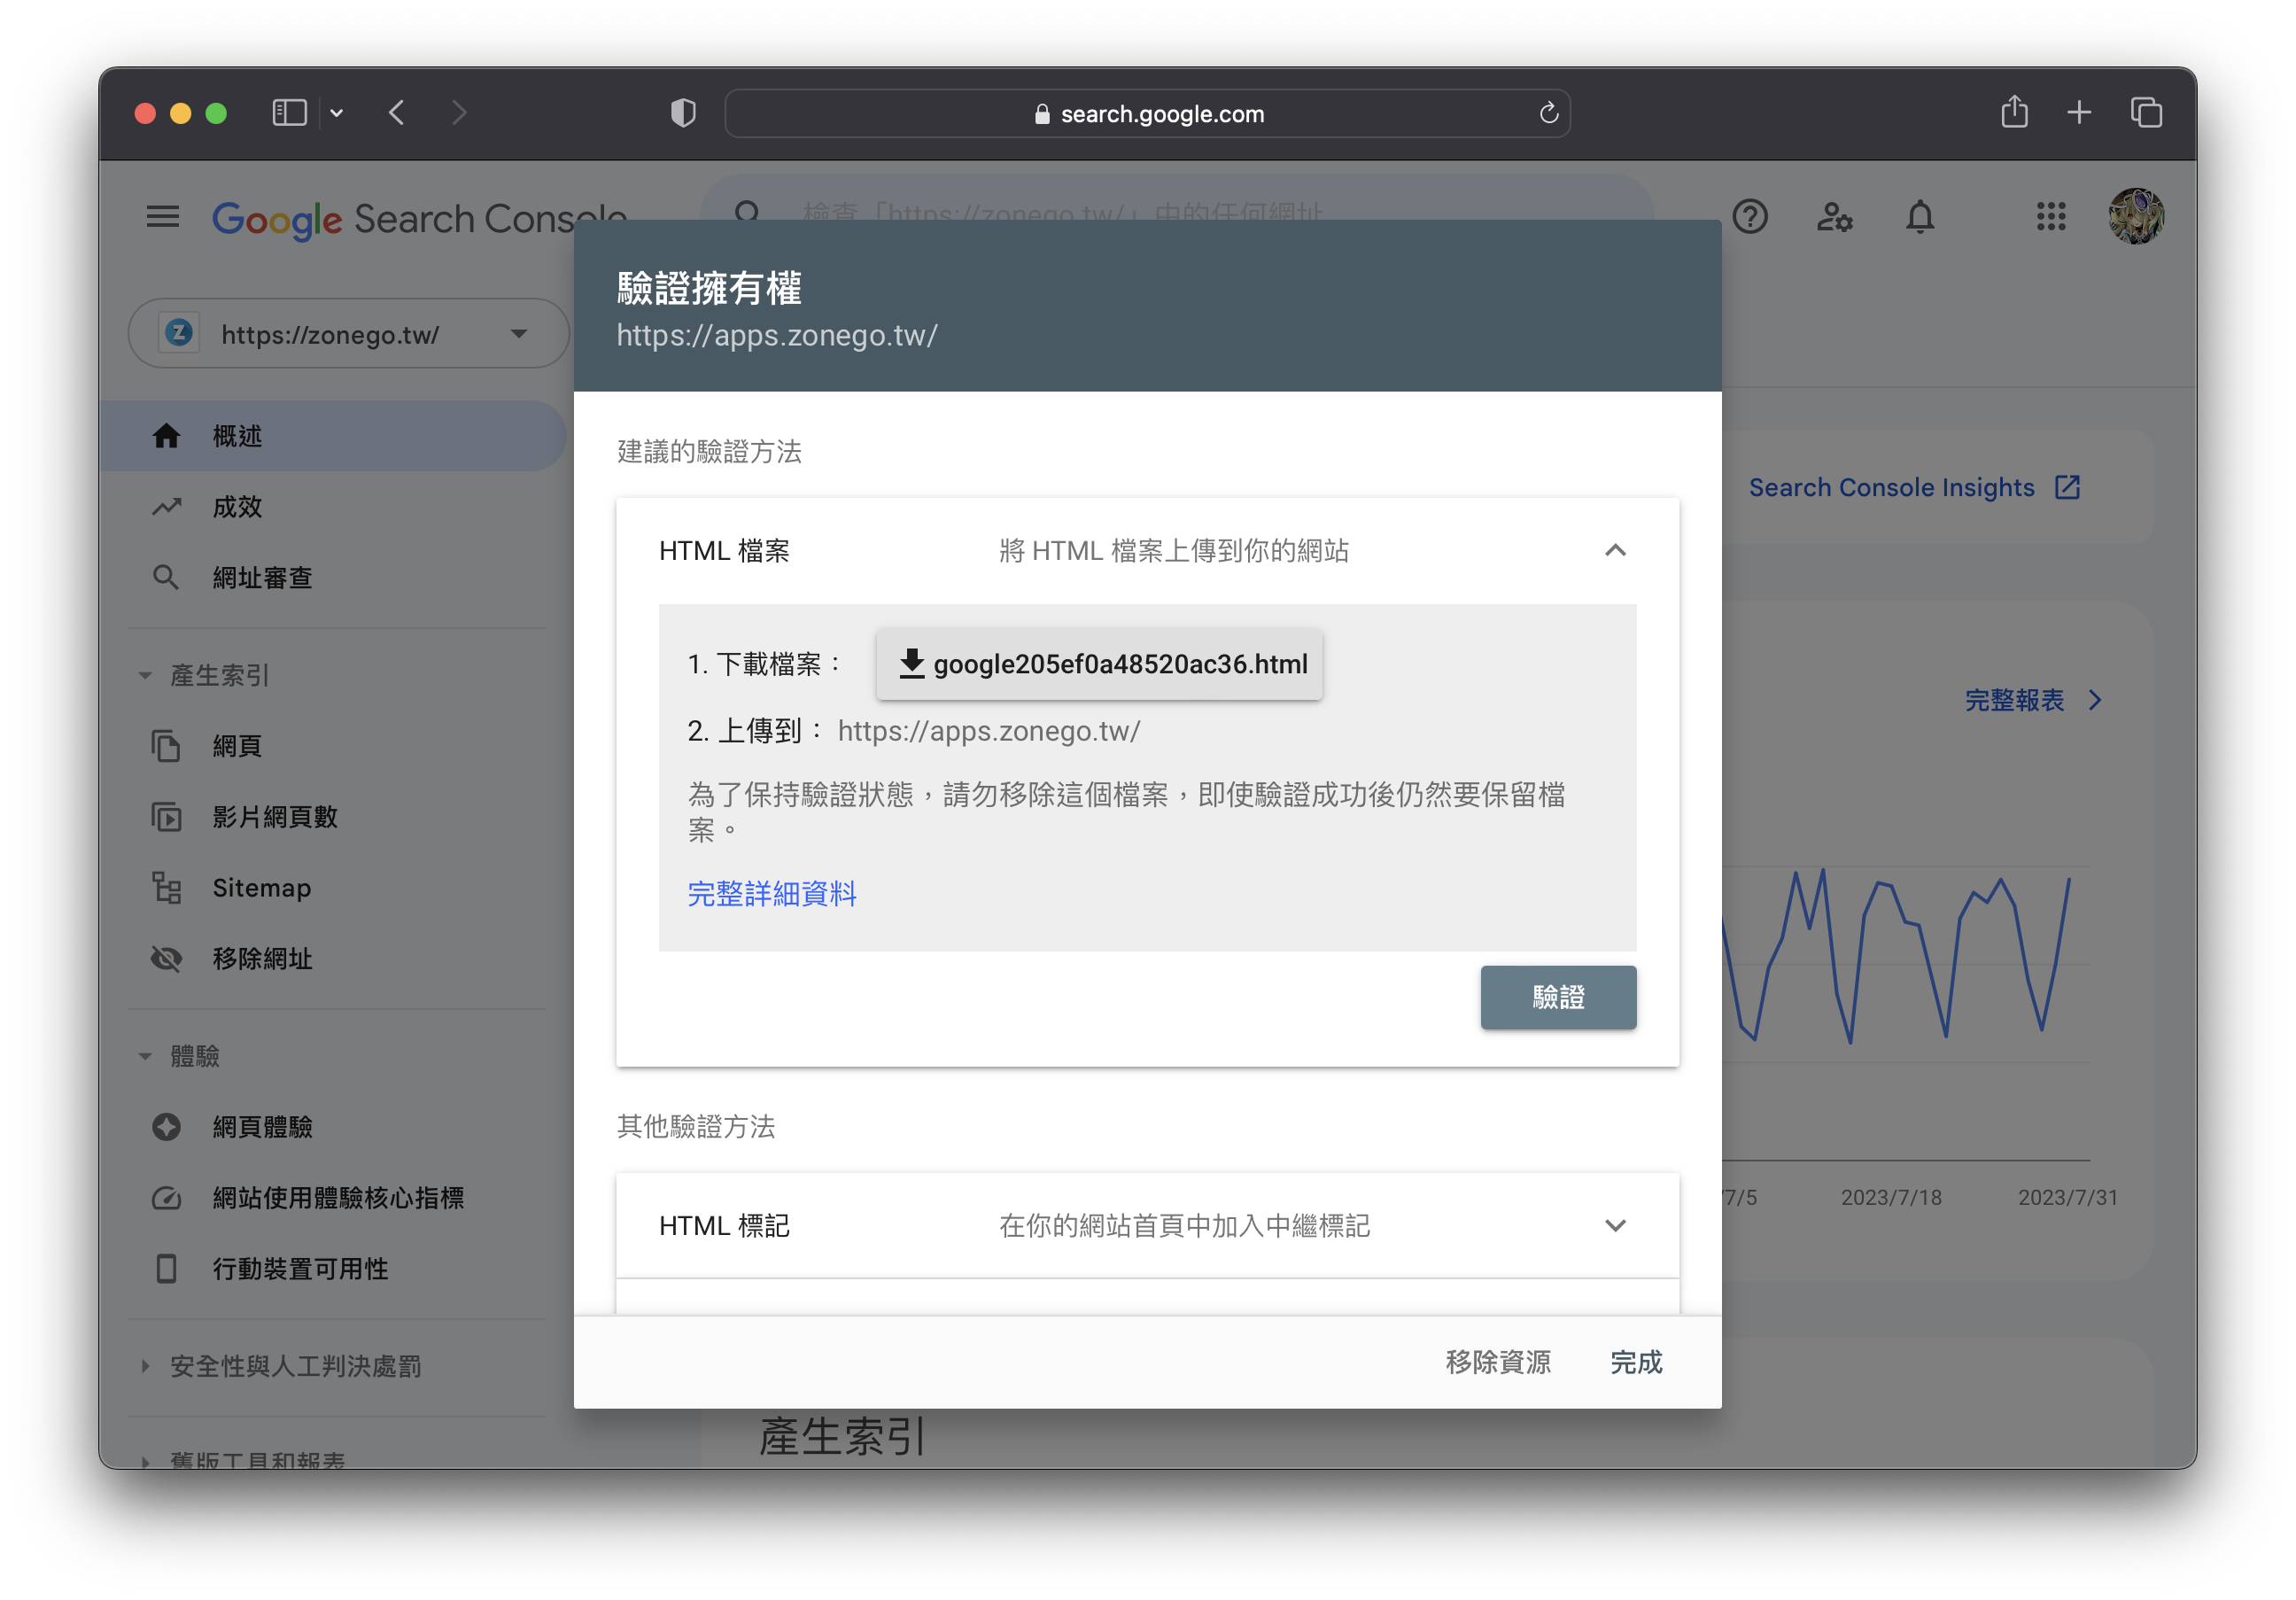 search.google.com
Google Search Console
檢查「https://zonego.tw/」中的任何網址
https://zonego.tw/
概述
成效
網址審查
產生索引
網頁
影片網頁數
Sitemap
移除網址
體驗
網頁體驗
網站使用體驗核心指標
行動裝置可用性
安全性與人工判決處罰
舊版工具和報表
驗證擁有權
https://apps.zonego.tw/
建議的驗證方法
HTML 檔案 將 HTML 檔案上傳到你的網站
1. 下載檔案： google205ef0a48520ac36.html
2. 上傳到： https://apps.zonego.tw/
為了保持驗證狀態，請勿移除這個檔案，即使驗證成功後仍然要保留檔
案。
完整詳細資料
驗證
其他驗證方法
HTML 標記 在你的網站首頁中加入中繼標記
移除資源 完成
Search Console Insights
完整報表
/7/5 2023/7/18 2023/7/31
產生索引